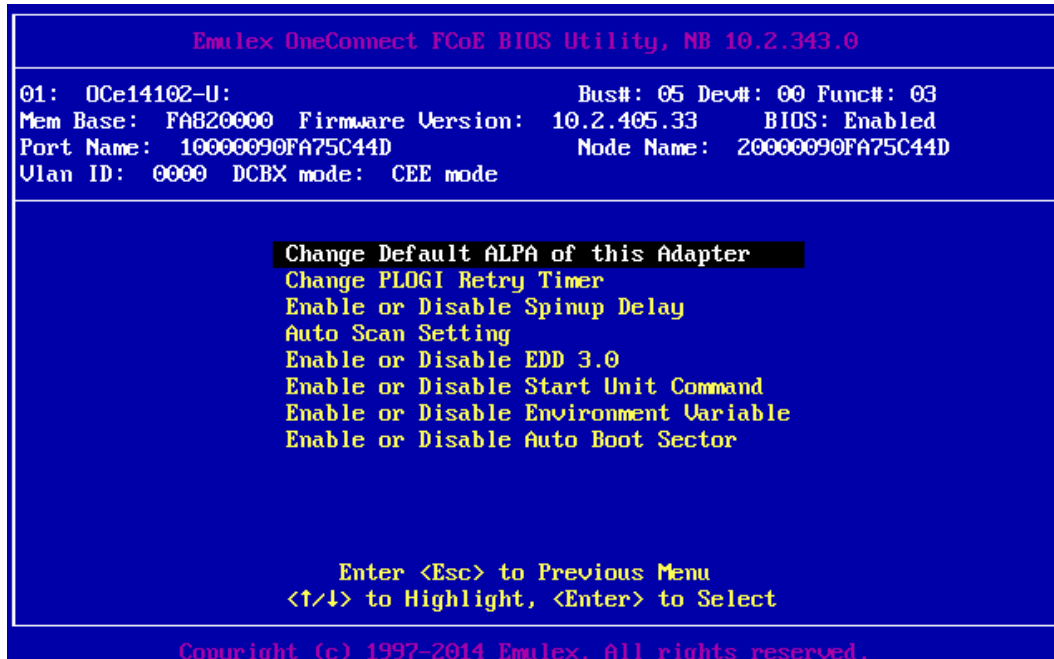 Emulex OneConnect FCoE BIOS Utility, NB 10.2.343.0
01: OCe14102-U: Bus#: 05 Dev#: 00 Func#: 03
Mem Base: FA820000 Firmware Version: 10.2.405.33 BIOS: Enabled
Port Name: 10000090FA75C44D Node Name: 20000090FA75C44D
Vlan ID: 0000 DCBX mode: CEE mode
Change Default ALPA of this Adapter
Change PLOGI Retry Timer
Enable or Disable Spinup Delay
Auto Scan Setting
Enable or Disable EDD 3.0
Enable or Disable Start Unit Command
Enable or Disable Environment Variable
Enable or Disable Auto Boot Sector
Enter <Esc> to Previous Menu
<↑/↓> to Highlight, <Enter> to Select
Copyright (c) 1997-2014 Emulex. All rights reserved.